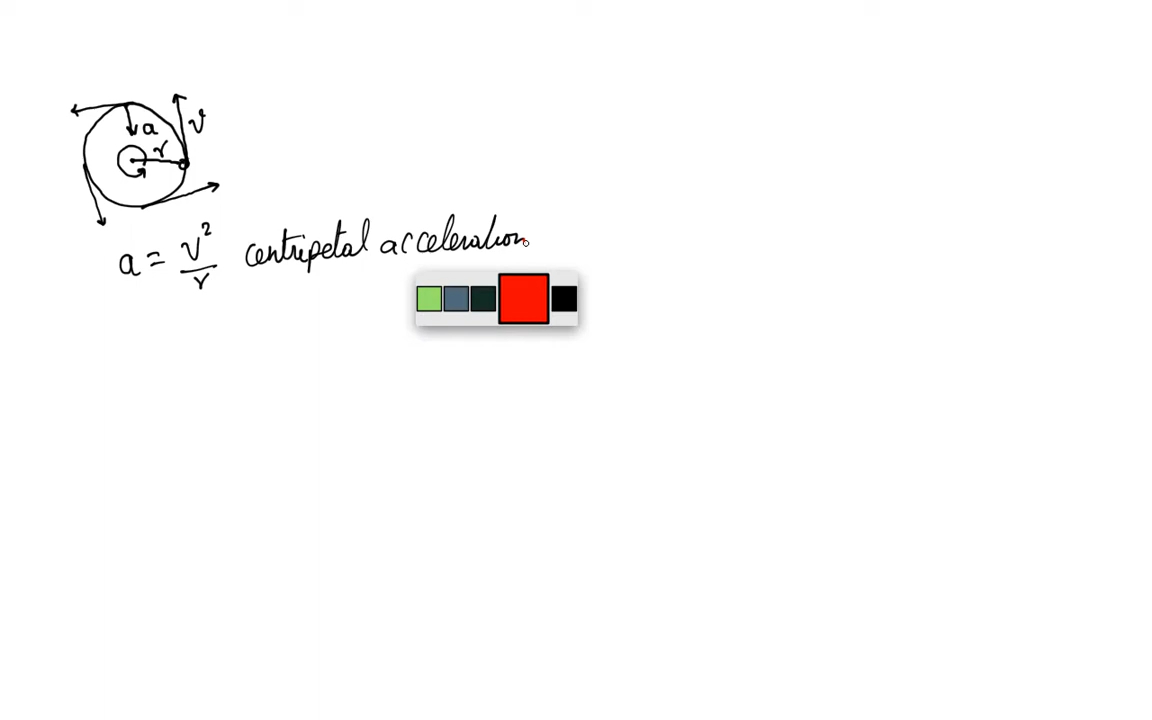 v
a
r
a = v²/r centripetal acceleration